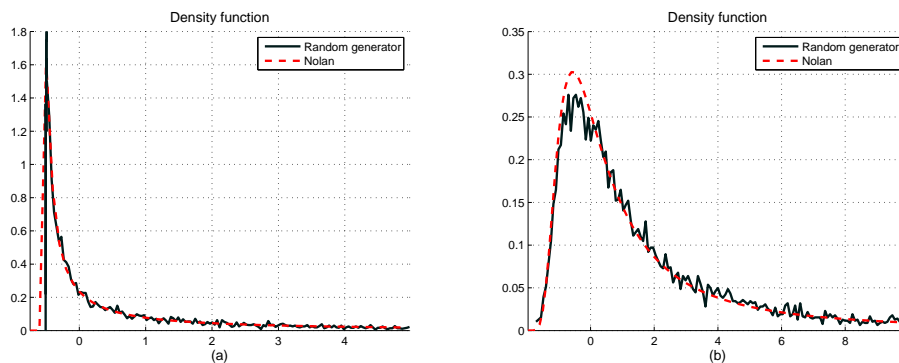 Density function
1.8
1.6
1.4
1.2
1
0.8
0.6
0.4
0.2
0
0 1 2 3 4
Random generator
Nolan
(a)
Density function
0.35
0.3
0.25
0.2
0.15
0.1
0.05
0
0 2 4 6 8
Random generator
Nolan
(b)